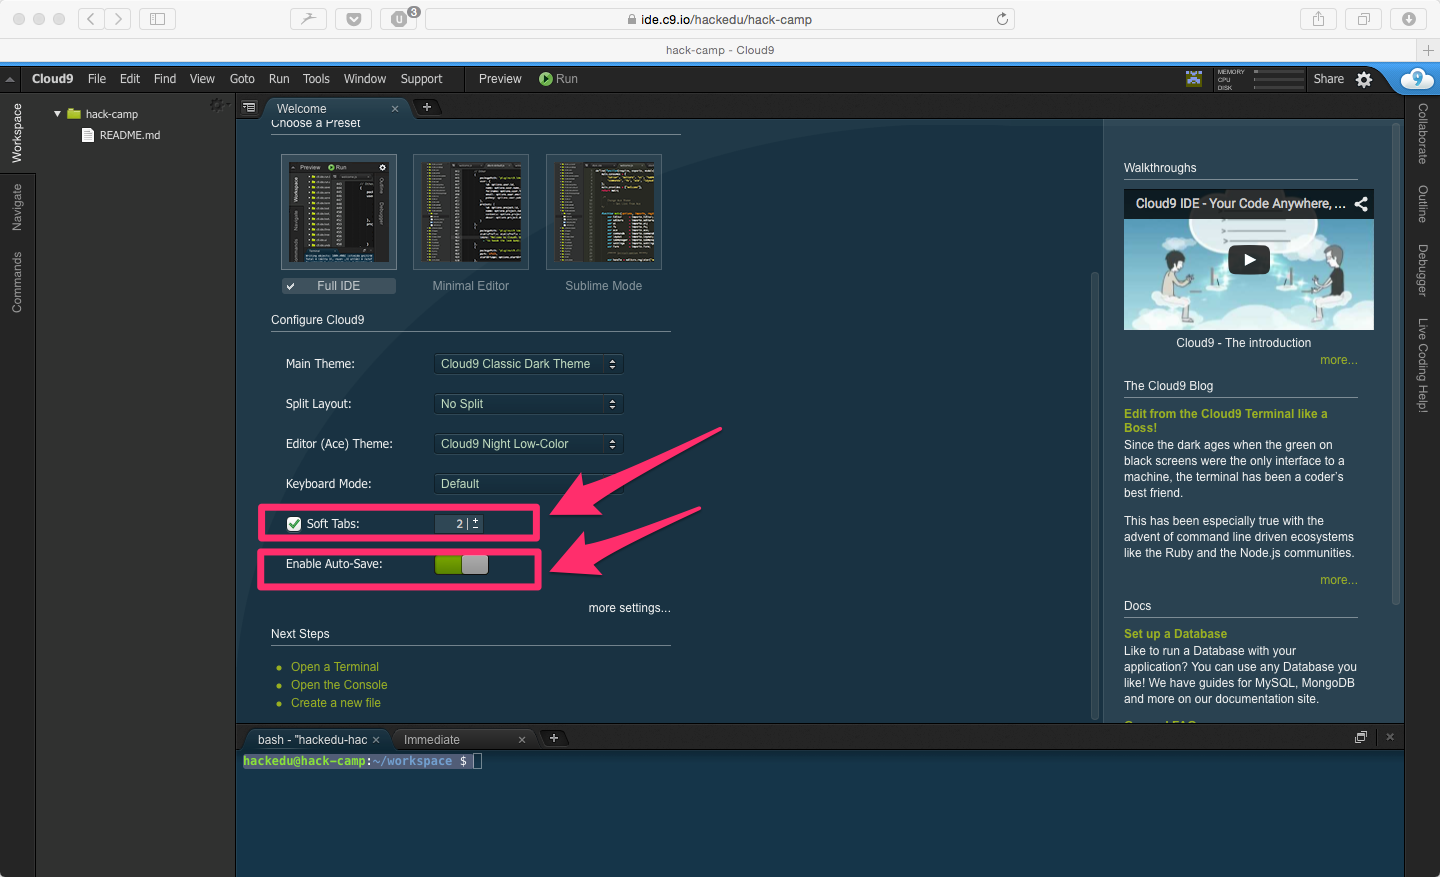 3
ide.c9.io/hackedu/hack-camp
hack-camp - Cloud9
Cloud9 File Edit Find View Goto Run Tools Window Support Preview Run
MEMORY
CPU
DISK
Share
9
Workspace
Navigate
Commands
hack-camp
README.md
Welcome
Choose a Preset
Preview Run
Full IDE
Minimal Editor
Sublime Mode
Configure Cloud9
Main Theme: Cloud9 Classic Dark Theme
Split Layout: No Split
Editor (Ace) Theme: Cloud9 Night Low-Color
Keyboard Mode: Default
Soft Tabs: 2
Enable Auto-Save:
more settings...
Next Steps
Open a Terminal
Open the Console
Create a new file
Walkthroughs
Cloud9 IDE - Your Code Anywhere, ...
Cloud9 - The introduction
more...
The Cloud9 Blog
Edit from the Cloud9 Terminal like a
Boss!
Since the dark ages when the green on
black screens were the only interface to a
machine, the terminal has been a coder's
best friend.
This has been especially true with the
advent of command line driven ecosystems
like the Ruby and the Node.js communities.
more...
Docs
Set up a Database
Like to run a Database with your
application? You can use any Database you
like! We have guides for MySQL, MongoDB
and more on our documentation site.
Collaborate
Outline
Debugger
Live Coding Help!
bash - "hackedu-hac
Immediate
hackedu@hack-camp:~/workspace $